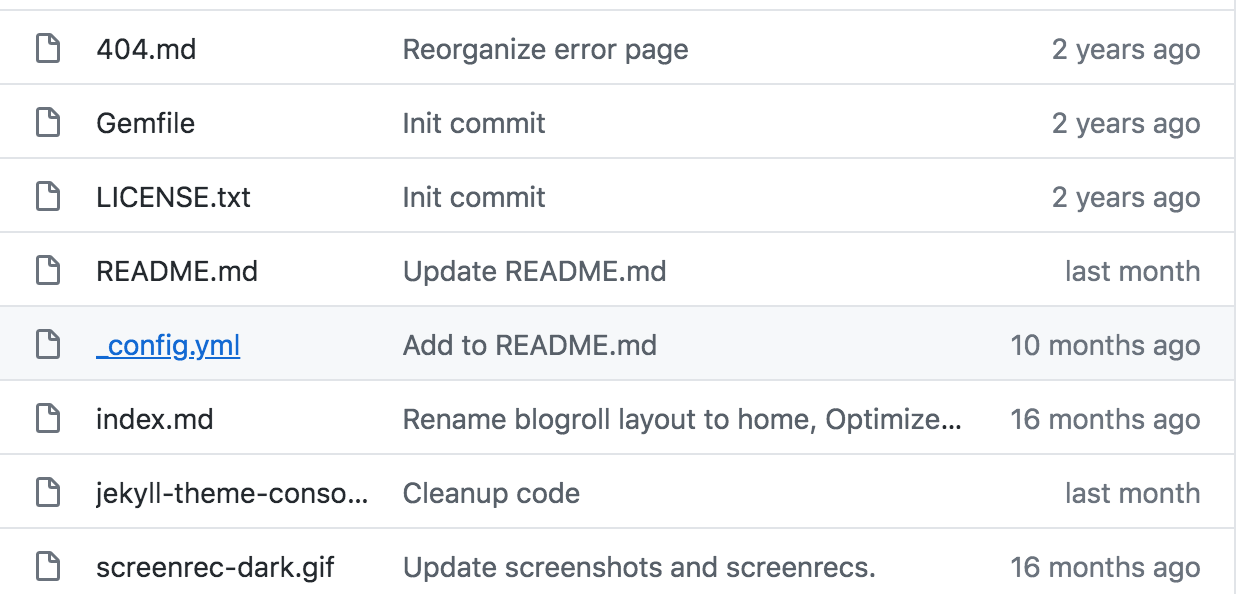 404.md Reorganize error page 2 years ago
Gemfile Init commit 2 years ago
LICENSE.txt Init commit 2 years ago
README.md Update README.md last month
_config.yml Add to README.md 10 months ago
index.md Rename blogroll layout to home, Optimize... 16 months ago
jekyll-theme-conso... Cleanup code last month
screenrec-dark.gif Update screenshots and screenrecs. 16 months ago